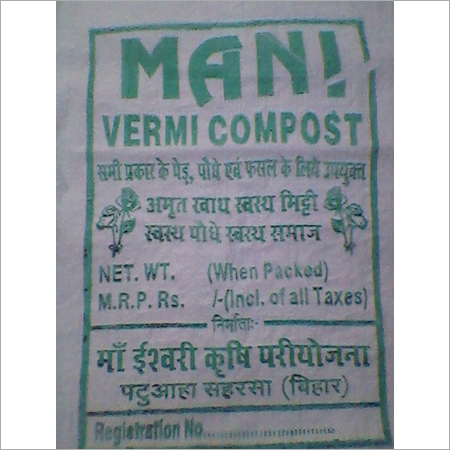 MANI
VERMI COMPOST
सभी प्रकार के पेड़, पौधे एवं फसल के लिये उपयुक्त
अमृत खाध स्वस्थ मिट्टी
स्वस्थ पौधे स्वस्थ समाज
NET. WT. (When Packed)
M.R.P. Rs. /-(Incl. of all Taxes)
निर्माताः-
माँ ईश्वरी कृषि परीयोजना
पटुआहा सहरसा (बिहार)
Registration No..............................